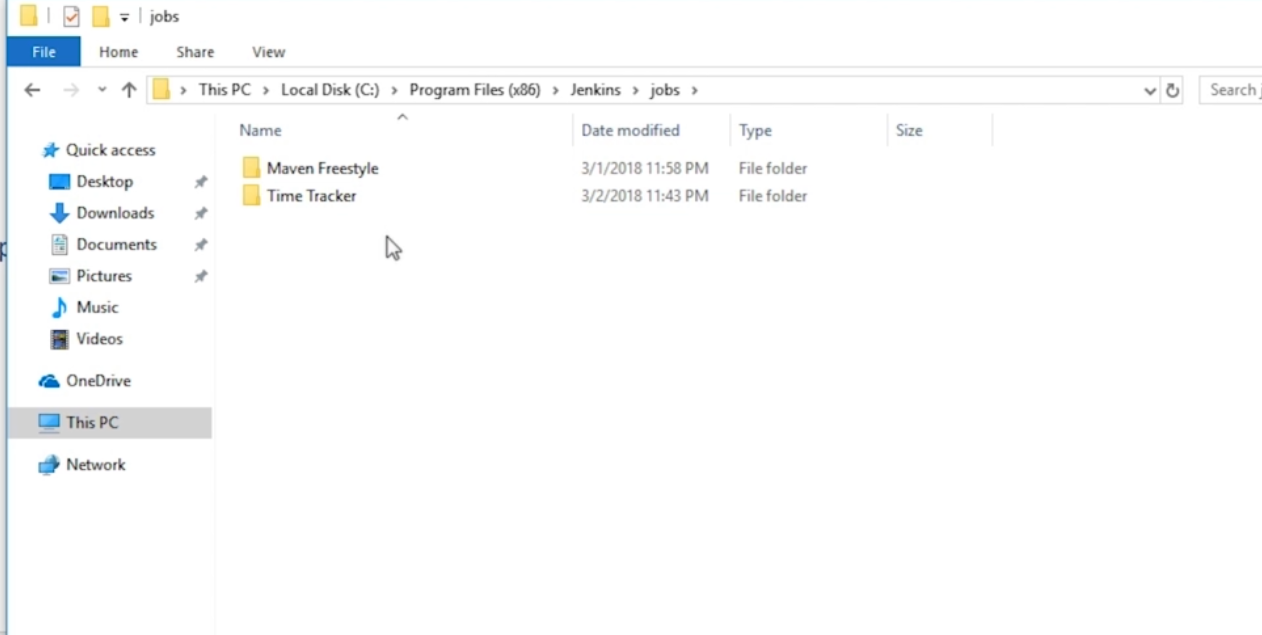 jobs
File Home Share View
This PC > Local Disk (C:) > Program Files (x86) > Jenkins > jobs >
Search
Name Date modified Type Size
Maven Freestyle 3/1/2018 11:58 PM File folder
Time Tracker 3/2/2018 11:43 PM File folder
Quick access
Desktop
Downloads
Documents
Pictures
Music
Videos
OneDrive
This PC
Network